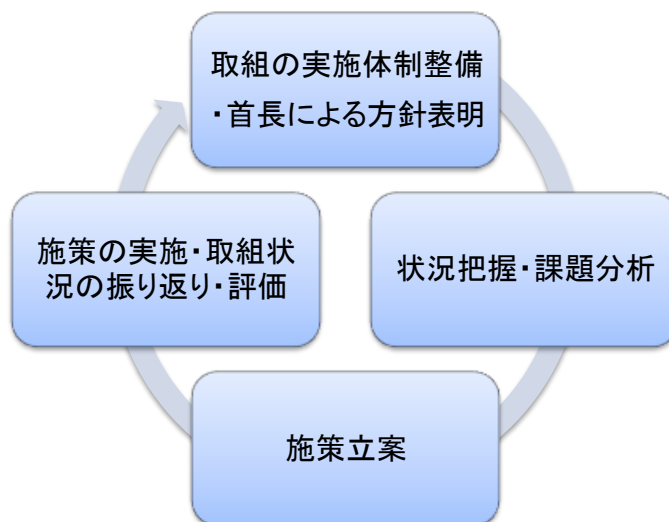 取組の実施体制整備
・首長による方針表明
状況把握・課題分析
施策立案
施策の実施・取組状
況の振り返り・評価